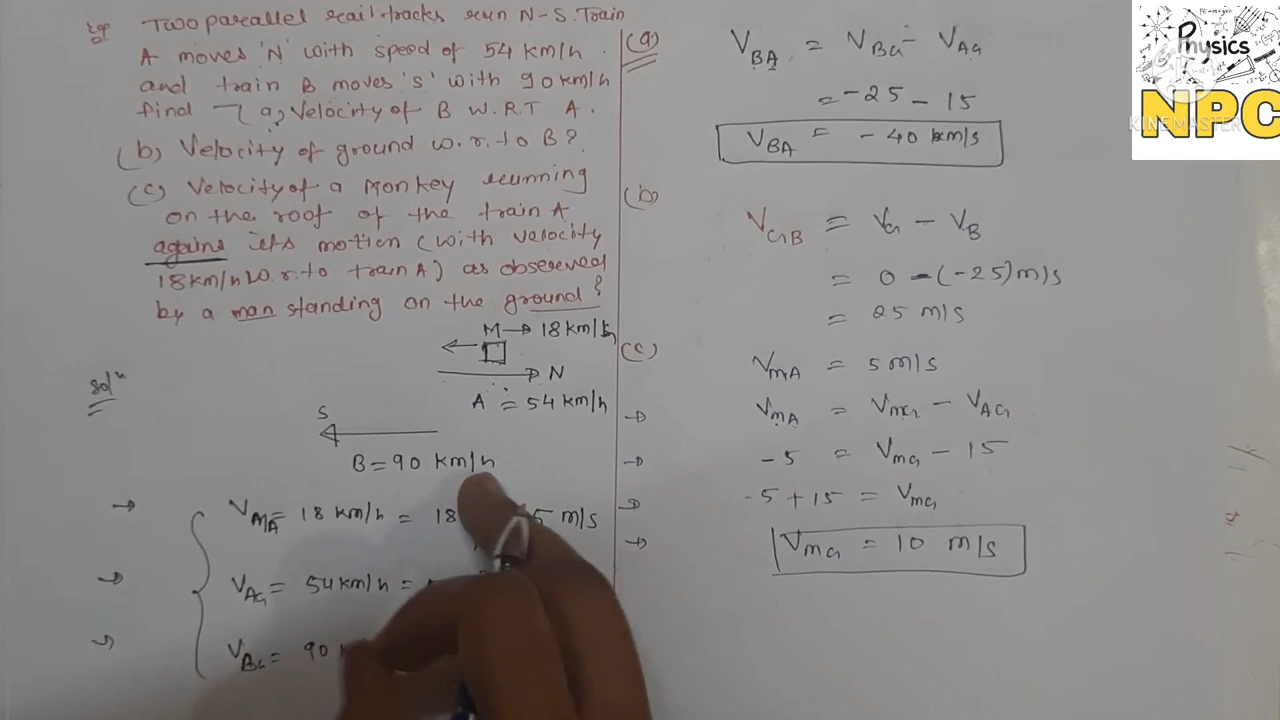 Two parallel rail tracks run N-S. Train
A moves 'N' with speed of 54 km/h
and train B moves 's' with 90 km/h
find a, Velocity of B W.R.T A.
(b) Velocity of ground w.r.to B?
(c) Velocity of a Monkey running
on the roof of the train A
agains its motion (with velocity
18km/h w.r.to train A) as observed
by a man standing on the ground?
M → 18 km/h
→ N
A = 54 km/h
S
B = 90 km/h
Solⁿ
→ VMA = 18 km/h = 18 5 m/s
→ VAG = 54 km/h =
VBG = 90
(a) VBA = VBG - VAG
= -25 - 15
VBA = -40 km/s
(b) VGB = VG - VB
= 0 - (-25) m/s
= 25 m/s
(c) VmA = 5 m/s
→ VmA = VmG - VAG
→ -5 = VmG - 15
→ -5 + 15 = VmG
→ VmG = 10 m/s
Physics
NPC
KINEMASTER